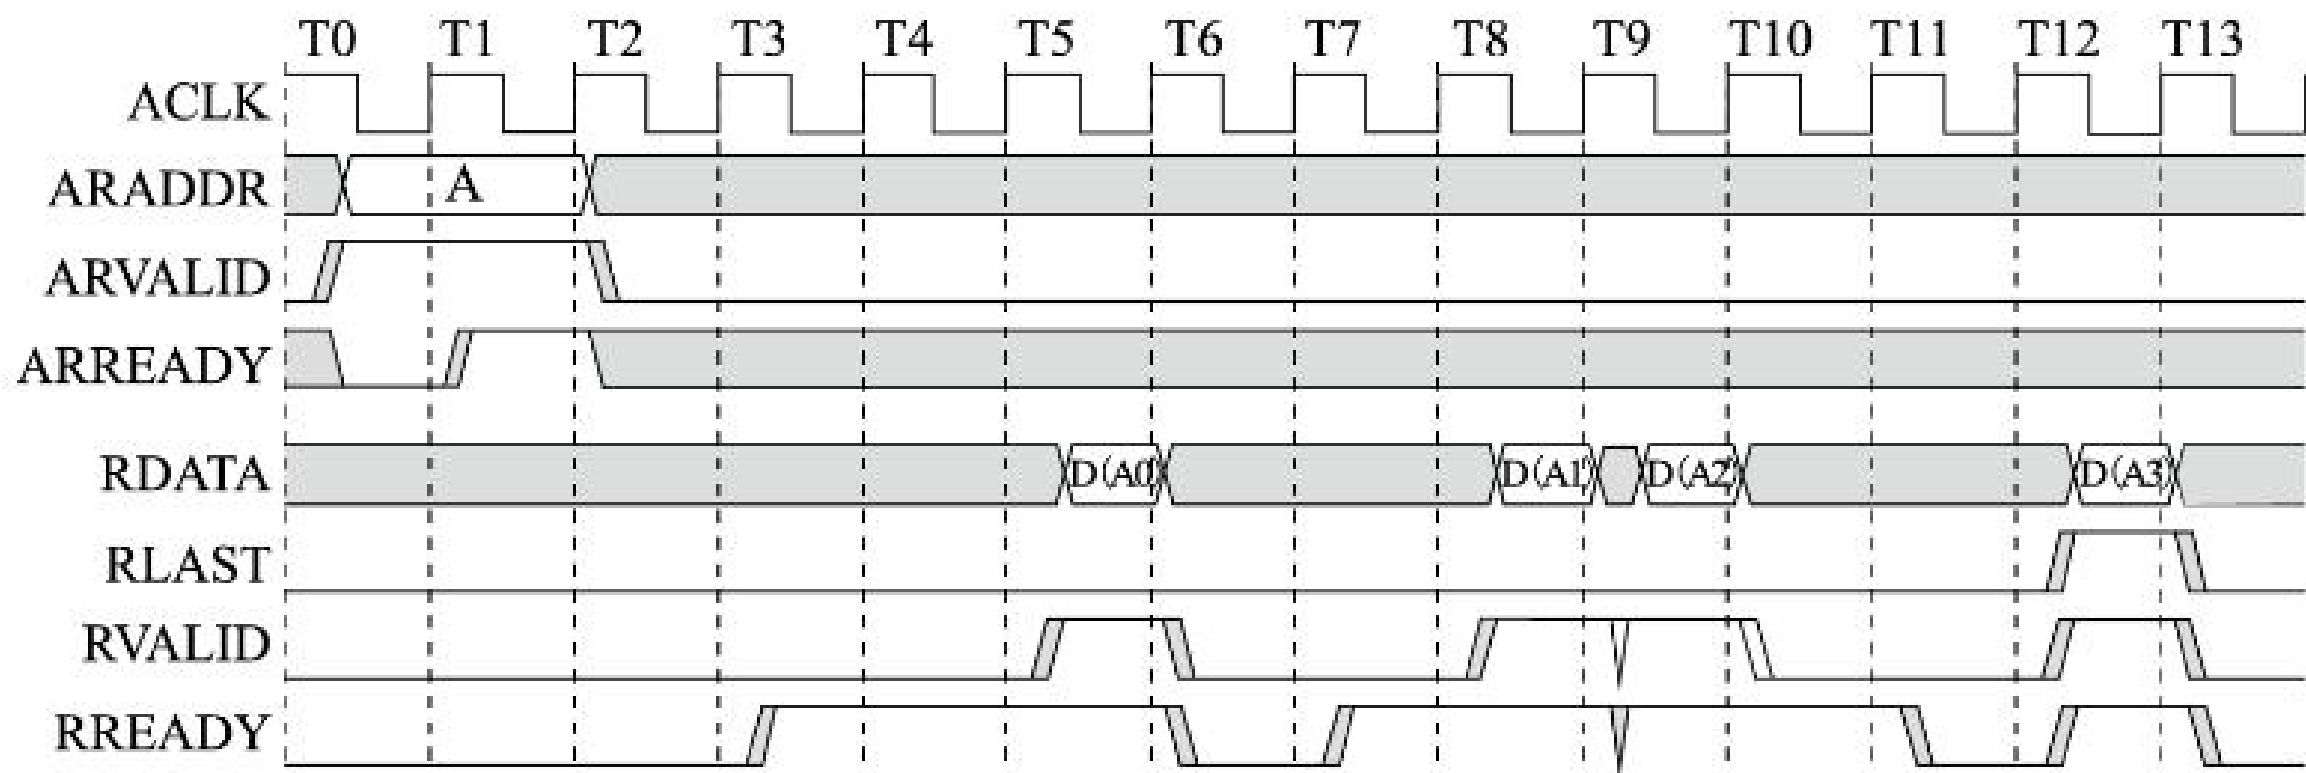 T0 T1 T2 T3 T4 T5 T6 T7 T8 T9 T10 T11 T12 T13
ACLK
ARADDR A
ARVALID
ARREADY
RDATA D(A0) D(A1) D(A2) D(A3)
RLAST
RVALID
RREADY